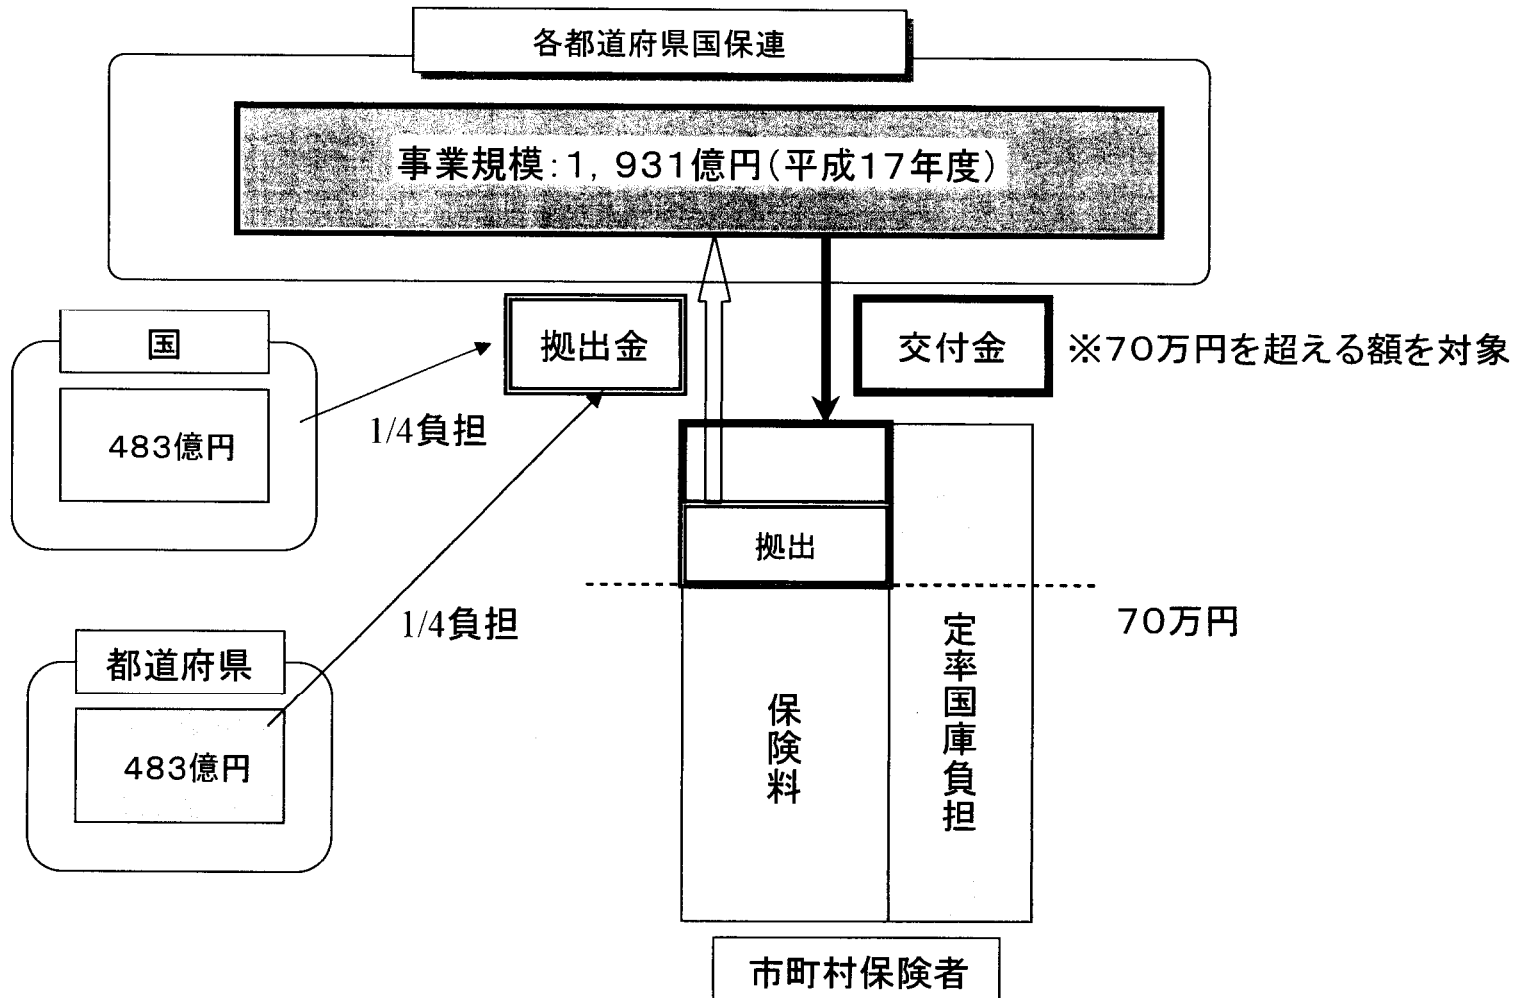 各都道府県国保連
事業規模:1,931億円(平成17年度)
国
483億円
1/4負担
拠出金
交付金
※70万円を超える額を対象
拠出
70万円
都道府県
483億円
1/4負担
保険料
定率国庫負担
市町村保険者